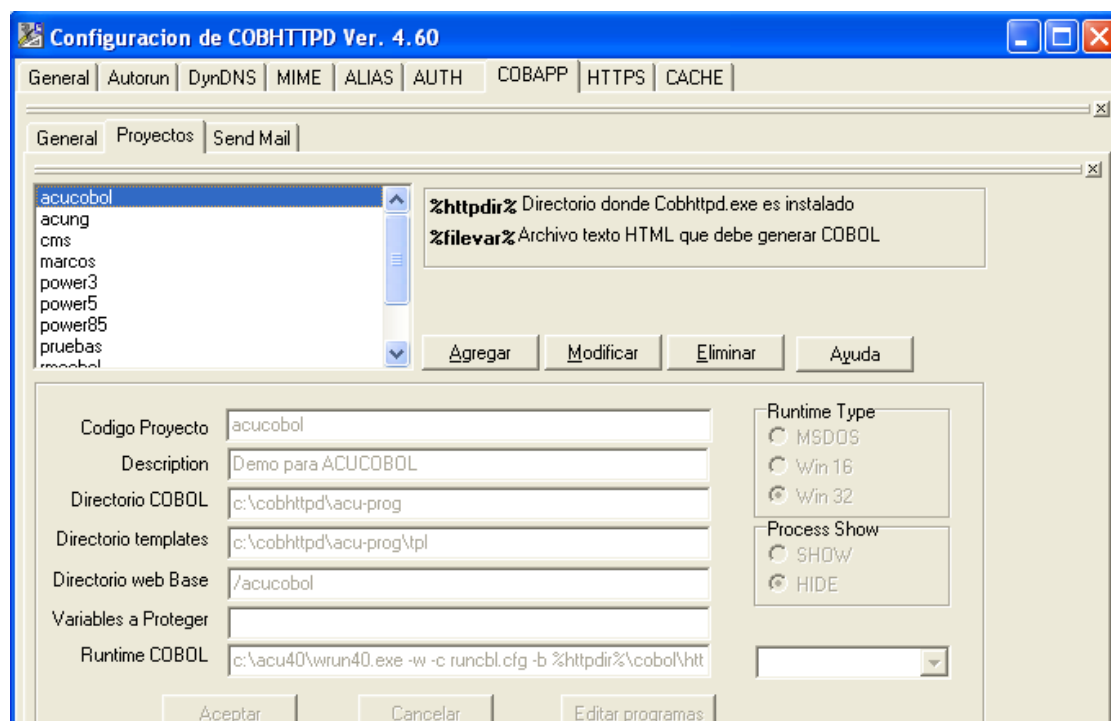 Configuracion de COBHTTPD Ver. 4.60
General Autorun DynDNS MIME ALIAS AUTH COBAPP HTTPS CACHE
General Proyectos Send Mail
acucobol
acung
cms
marcos
power3
power5
power85
pruebas
%httpdir% Directorio donde Cobhttpd.exe es instalado
%filevar% Archivo texto HTML que debe generar COBOL
Agregar Modificar Eliminar Ayuda
Codigo Proyecto acucobol
Description Demo para ACUCOBOL
Directorio COBOL c:\cobhttpd\acu-prog
Directorio templates c:\cobhttpd\acu-prog\tpl
Directorio web Base /acucobol
Variables a Proteger
Runtime COBOL c:\acu40\wrun40.exe -w -c runcbl.cfg -b %httpdir%\cobol\htt
Runtime Type
MSDOS
Win 16
Win 32
Process Show
SHOW
HIDE
Aceptar Cancelar Editar programas